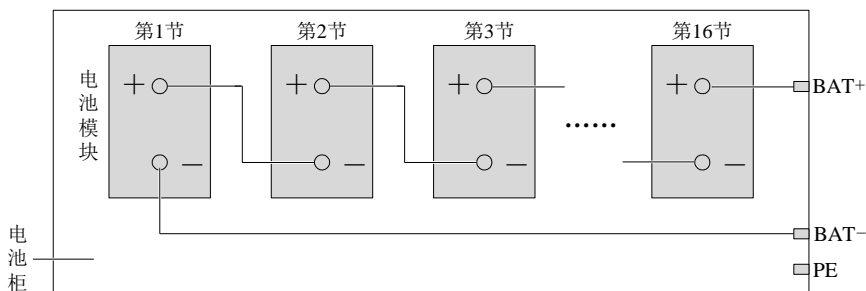 第1节 第2节 第3节 第16节
电池模块
+ + + + BAT+
......
− − − −
BAT−
电池柜
PE